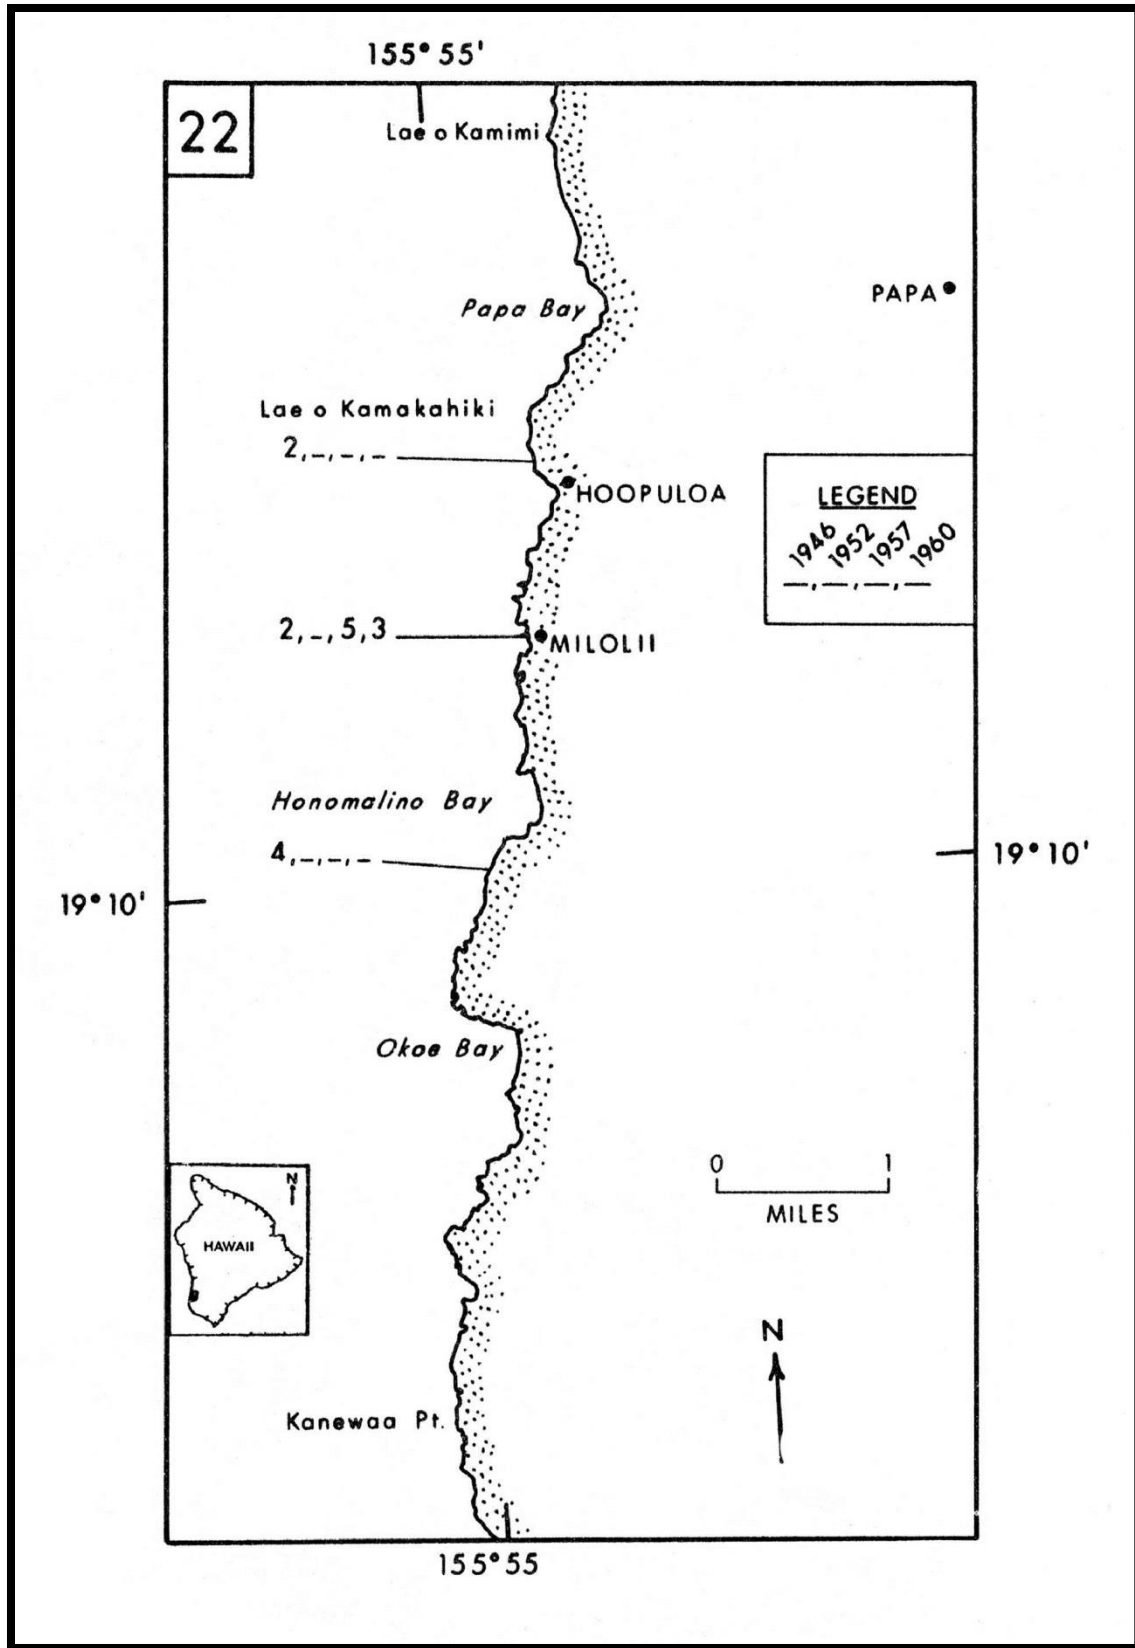 155° 55'
22
Lae o Kamimi
Papa Bay
PAPA
Lae o Kamakahiki
2,–,–,–
HOOPULOA
LEGEND
1946 1952 1957 1960
—,—,—,—
2,–,5,3
MILOLII
Honomalino Bay
4,–,–,–
19°10'
19°10'
Okoe Bay
0 1
MILES
N
HAWAII
N
Kanewaa Pt.
155°55